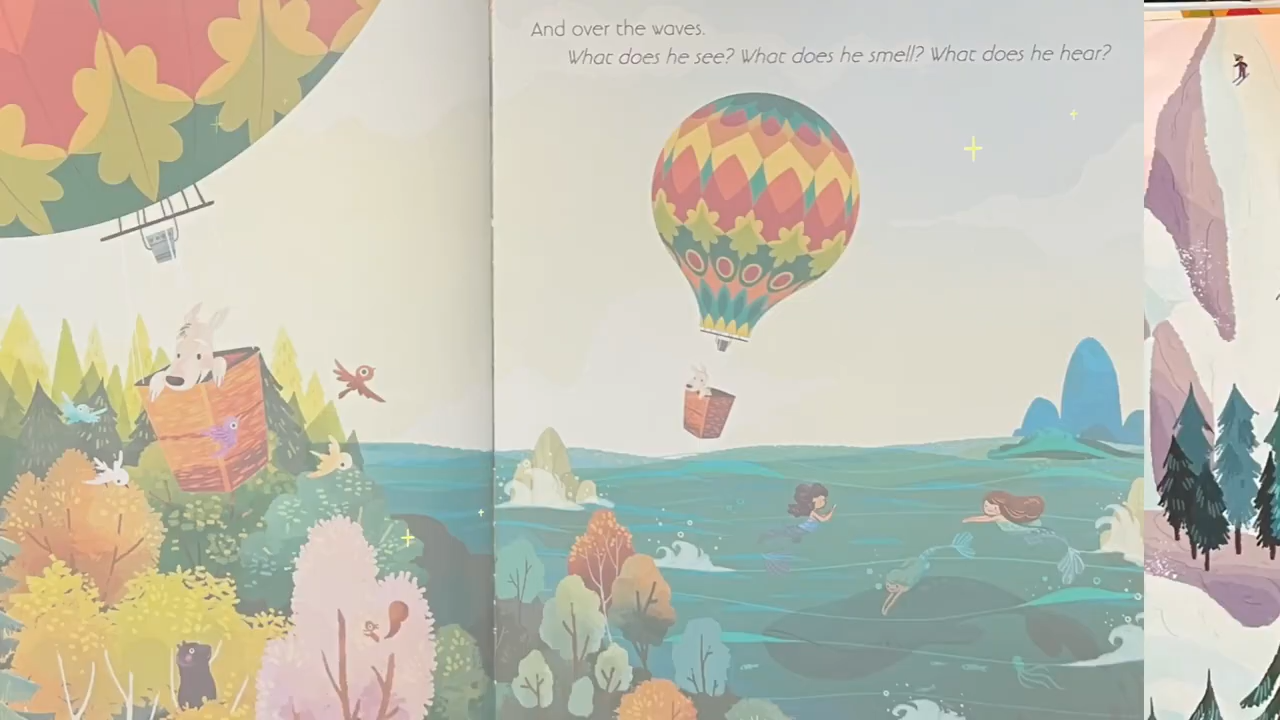 And over the waves.
What does he see? What does he smell? What does he hear?